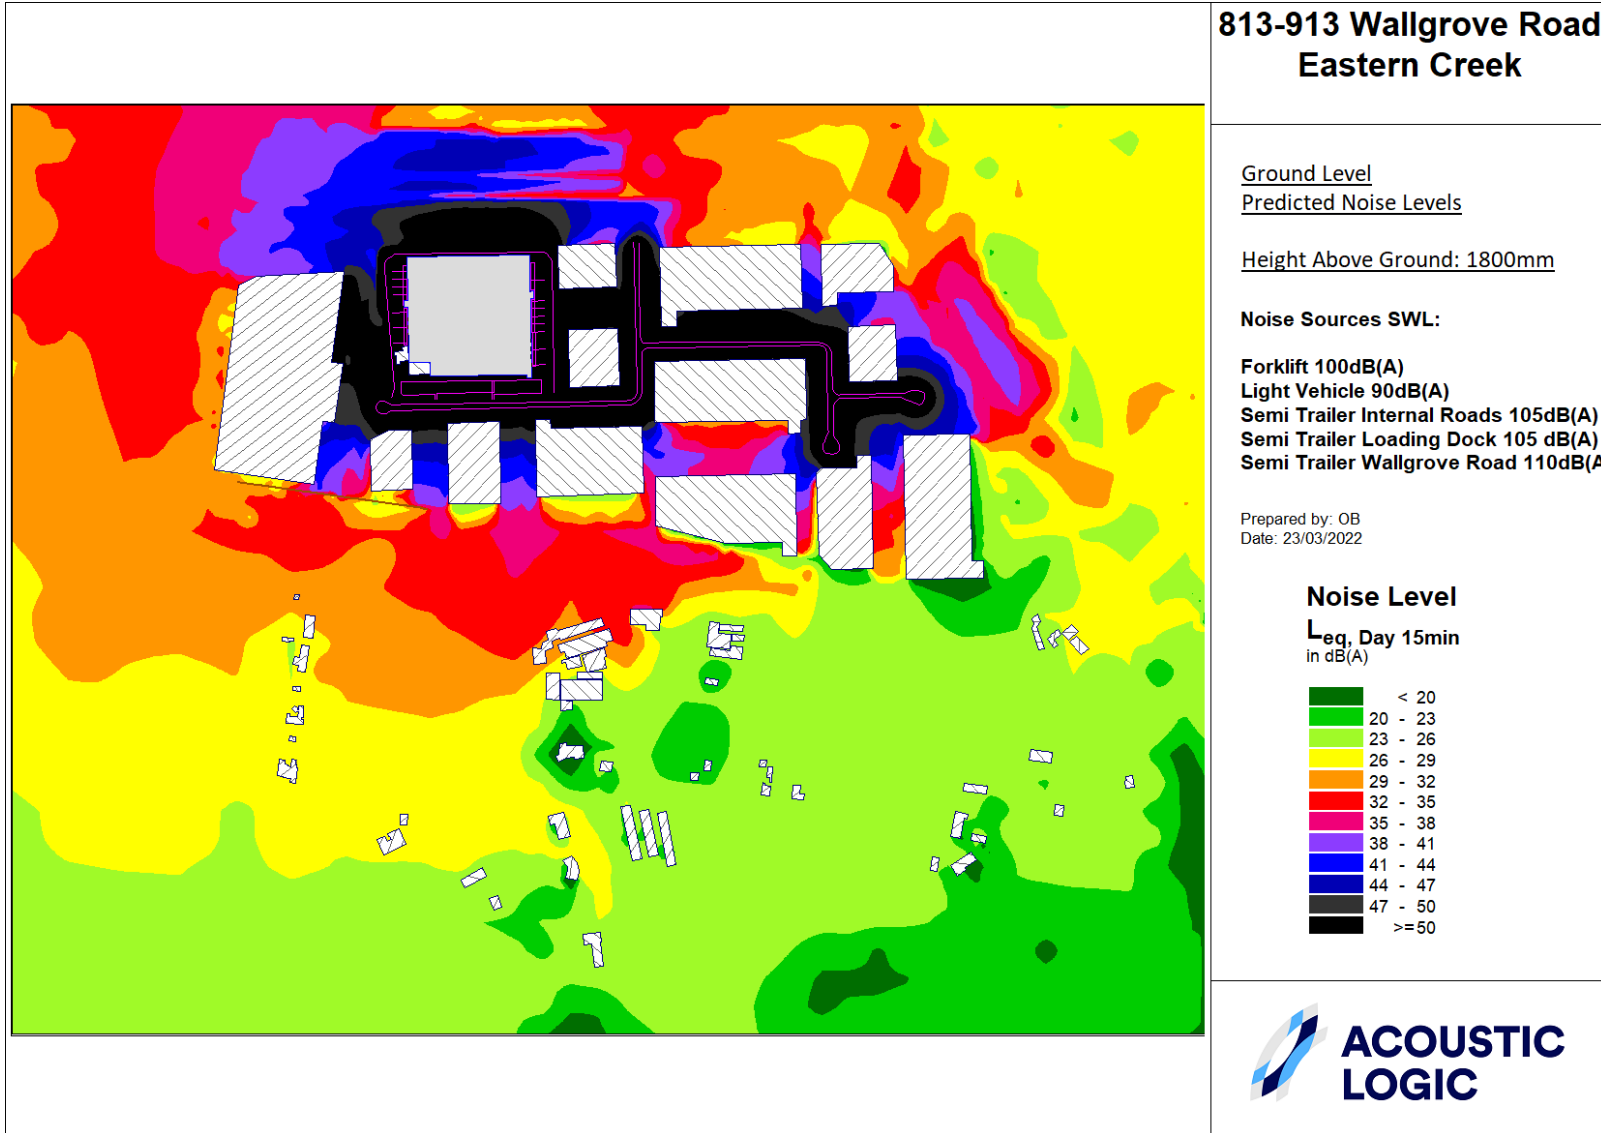 813-913 Wallgrove Road
Eastern Creek
Ground Level
Predicted Noise Levels
Height Above Ground: 1800mm
Noise Sources SWL:
Forklift 100dB(A)
Light Vehicle 90dB(A)
Semi Trailer Internal Roads 105dB(A)
Semi Trailer Loading Dock 105 dB(A)
Semi Trailer Wallgrove Road 110dB(A
Prepared by: OB
Date: 23/03/2022
Noise Level
Leq, Day 15min
in dB(A)
< 20
20 - 23
23 - 26
26 - 29
29 - 32
32 - 35
35 - 38
38 - 41
41 - 44
44 - 47
47 - 50
>=50
ACOUSTIC
LOGIC